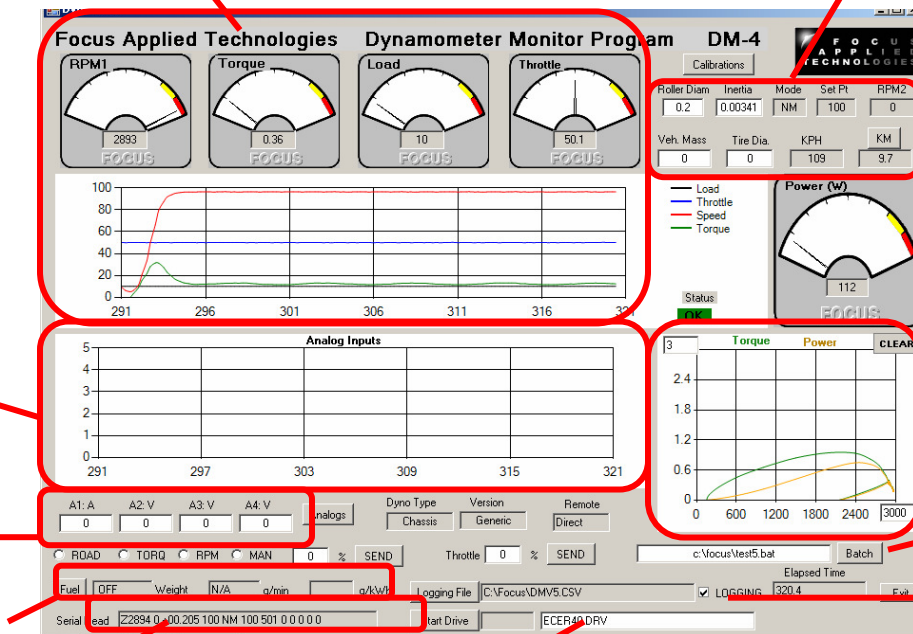 Focus Applied Technologies Dynamometer Monitor Program DM-4
FOCUS
APPLIED
TECHNOLOGIES
Calibrations
RPM1
2893
FOCUS
Torque
0.36
FOCUS
Load
10
FOCUS
Throttle
50.1
FOCUS
Roller Diam Inertia Mode Set Pt RPM2
0.2 0.00341 NM 100 0
Veh. Mass Tire Dia. KPH KM
0 0 109 9.7
100
80
60
40
20
0
291 296 301 306 311 316
Load
Throttle
Speed
Torque
Status
OK
Power (W)
112
FOCUS
Analog Inputs
5
4
3
2
1
0
291 297 303 309 315 321
3 Torque Power CLEAR
2.4
1.8
1.2
0.6
0
0 600 1200 1800 2400 3000
A1: A A2: V A3: V A4: V
0 0 0 0
Analogs
Dyno Type Version Remote
Chassis Generic Direct
ROAD TORQ RPM MAN 0 % SEND Throttle 0 % SEND c:\focus\test5.bat Batch
Elapsed Time
Fuel OFF Weight N/A g/min g/kWh Logging File C:\Focus\DMV5.CSV LOGGING 320.4 Exit
Serial Read Z2894 0 +00.205 100 NM 100 501 0 0 0 0 0 Start Drive ECER40.DRV